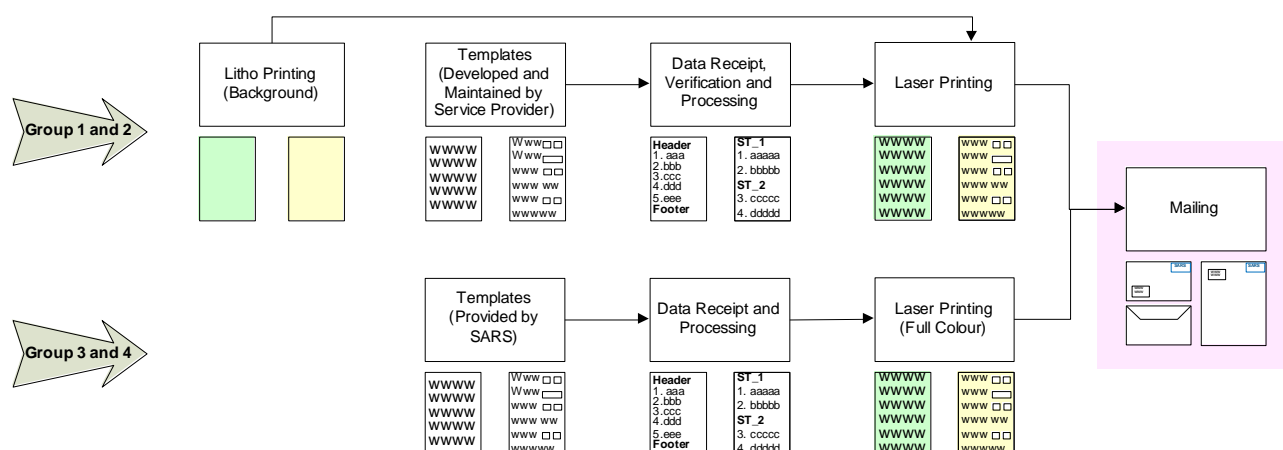 Group 1 and 2
Litho Printing
(Background)
Templates
(Developed and
Maintained by
Service Provider)
Data Receipt,
Verification and
Processing
Laser Printing
WWWW
WWWW
WWWW
WWWW
WWWW
Www
Www
www
www ww
www
wwwww
Header
1. aaa
2.bbb
3.ccc
4.ddd
5.eee
Footer
ST_1
1. aaaaa
2. bbbbb
ST_2
3. ccccc
4. ddddd
WWWW
WWWW
WWWW
WWWW
WWWW
WWWW
www
www
www
www ww
www
wwwww
Mailing
SARS
SARS
Group 3 and 4
Templates
(Provided by
SARS)
Data Receipt and
Processing
Laser Printing
(Full Colour)
WWWW
WWWW
WWWW
WWWW
WWWW
Www
Www
www
www ww
www
wwwww
Header
1. aaa
2.bbb
3.ccc
4.ddd
5.eee
Footer
ST_1
1. aaaaa
2. bbbbb
ST_2
3. ccccc
4. ddddd
WWWW
WWWW
WWWW
WWWW
WWWW
WWWW
www
www
www
www ww
www
wwwww